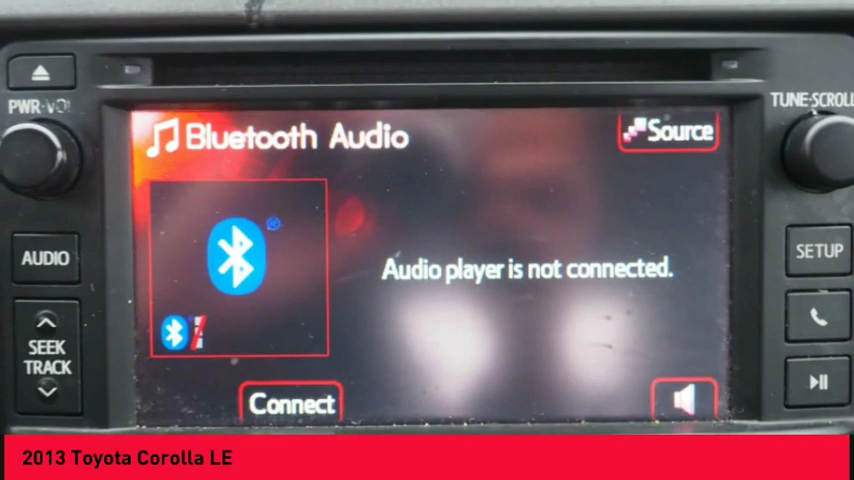 PWR·VOL
TUNE·SCROLL
Bluetooth Audio
Source
AUDIO
Audio player is not connected.
SETUP
SEEK
TRACK
Connect
2013 Toyota Corolla LE